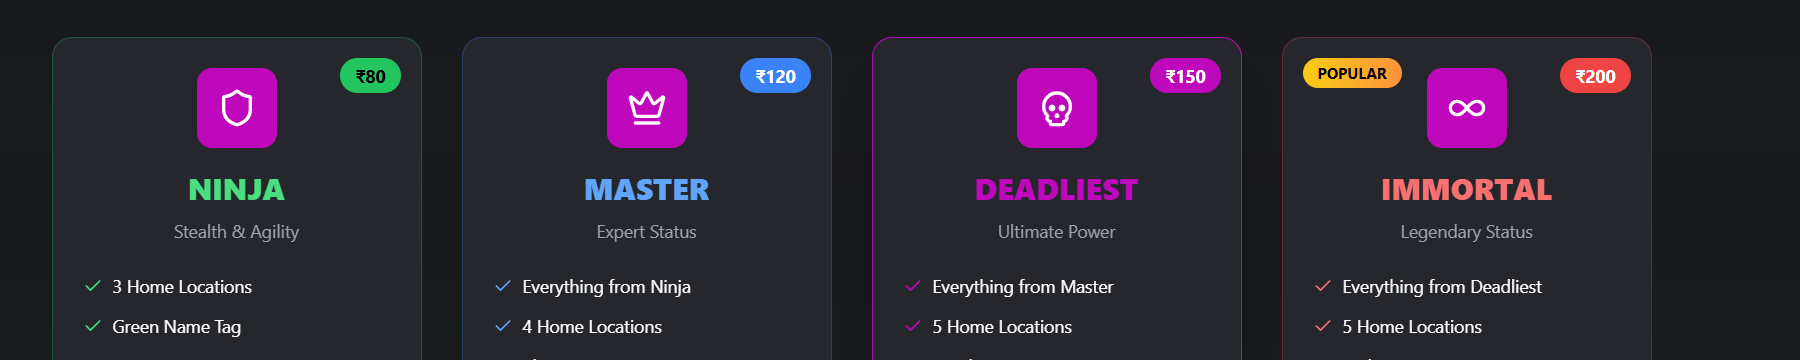 ₹80
NINJA
Stealth & Agility
3 Home Locations
Green Name Tag
₹120
MASTER
Expert Status
Everything from Ninja
4 Home Locations
₹150
DEADLIEST
Ultimate Power
Everything from Master
5 Home Locations
POPULAR
₹200
IMMORTAL
Legendary Status
Everything from Deadliest
5 Home Locations